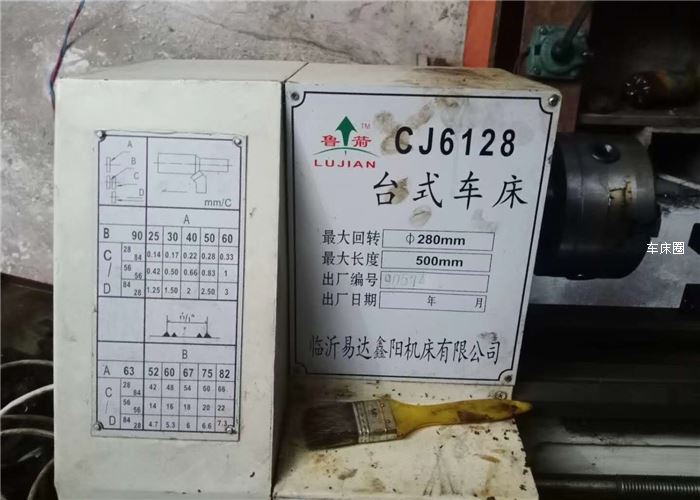 A
B
C
D
mm/C
A
B 90 25 30 40 50 60
C/D 28/84 0.14 0.17 0.22 0.28 0.33
56/56 0.42 0.50 0.66 0.83 1
84/28 1.25 1.50 2 2.50 3
B
A 63 52 60 67 75 82
C/D 28/84 42 48 54 60 66
56/56 14 16 18 20 22
84/28 4.7 5.3 6 6.6 7.3
鲁箭 TM
LUJIAN
CJ6128
台式车床
最大回转 Φ280mm
最大长度 500mm
出厂编号
出厂日期 年 月
临沂易达鑫阳机床有限公司
车床圈